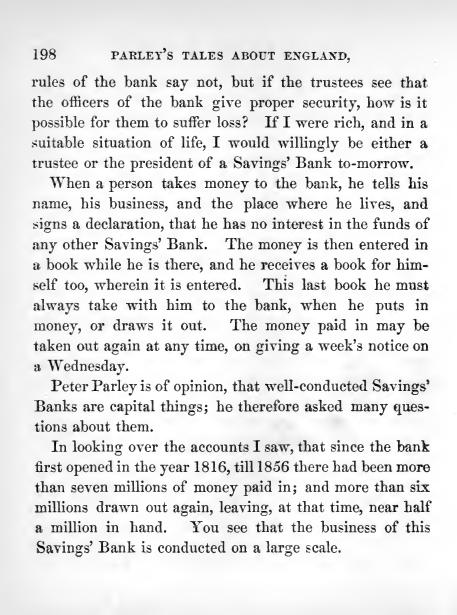 198 PARLEY'S TALES ABOUT ENGLAND,
rules of the bank say not, but if the trustees see that
the officers of the bank give proper security, how is it
possible for them to suffer loss? If I were rich, and in a
suitable situation of life, I would willingly be either a
trustee or the president of a Savings' Bank to-morrow.
When a person takes money to the bank, he tells his
name, his business, and the place where he lives, and
signs a declaration, that he has no interest in the funds of
any other Savings' Bank. The money is then entered in
a book while he is there, and he receives a book for him-
self too, wherein it is entered. This last book he must
always take with him to the bank, when he puts in
money, or draws it out. The money paid in may be
taken out again at any time, on giving a week's notice on
a Wednesday.
Peter Parley is of opinion, that well-conducted Savings'
Banks are capital things; he therefore asked many ques-
tions about them.
In looking over the accounts I saw, that since the bank
first opened in the year 1816, till 1856 there had been more
than seven millions of money paid in; and more than six
millions drawn out again, leaving, at that time, near half
a million in hand. You see that the business of this
Savings' Bank is conducted on a large scale.